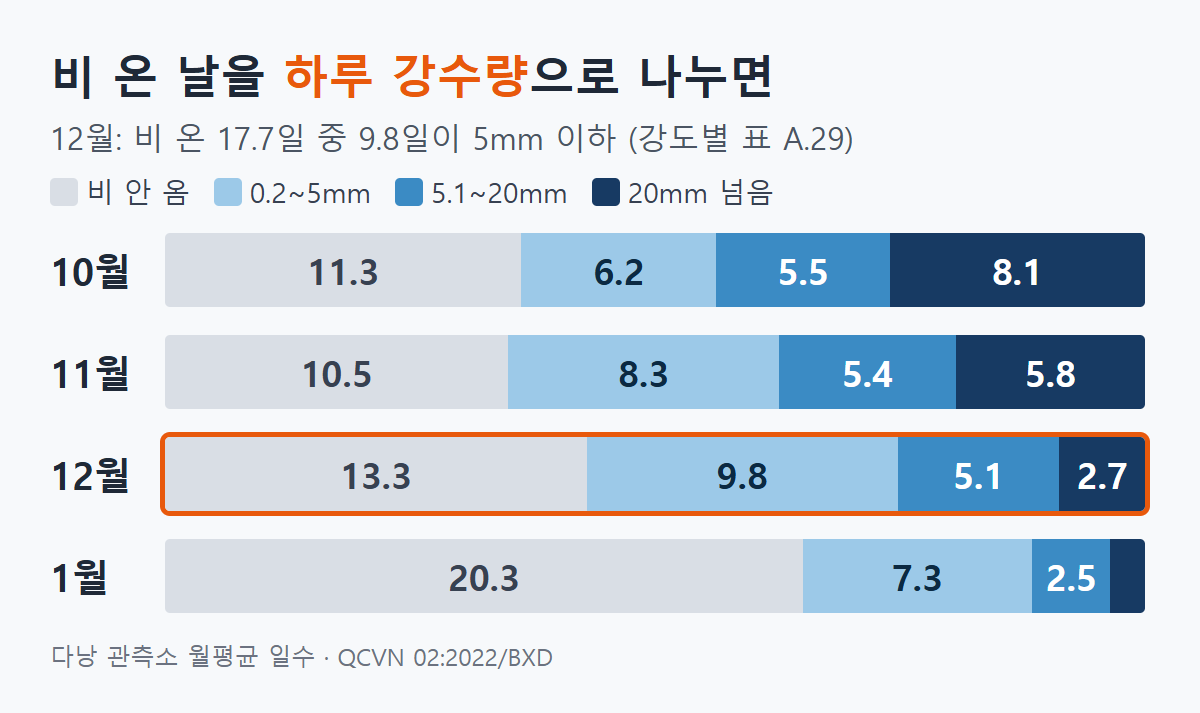 비 온 날을 하루 강수량으로 나누면
12월: 비 온 17.7일 중 9.8일이 5mm 이하 (강도별 표 A.29)
비 안 옴 0.2~5mm 5.1~20mm 20mm 넘음
10월 11.3 6.2 5.5 8.1
11월 10.5 8.3 5.4 5.8
12월 13.3 9.8 5.1 2.7
1월 20.3 7.3 2.5
다낭 관측소 월평균 일수 · QCVN 02:2022/BXD